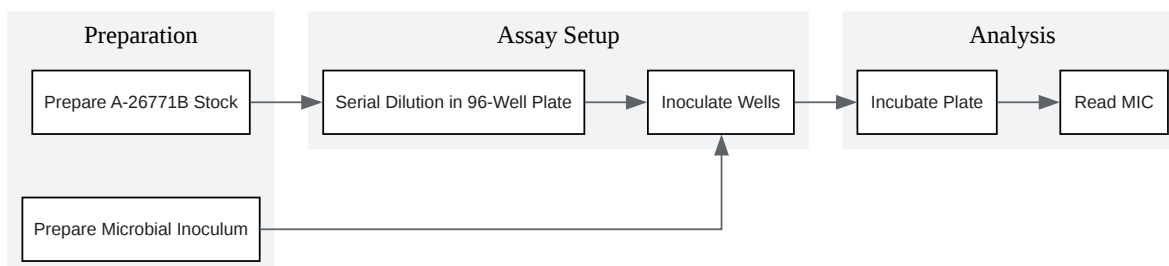 Preparation
Assay Setup
Analysis
Prepare A-26771B Stock
Serial Dilution in 96-Well Plate
Inoculate Wells
Incubate Plate
Read MIC
Prepare Microbial Inoculum